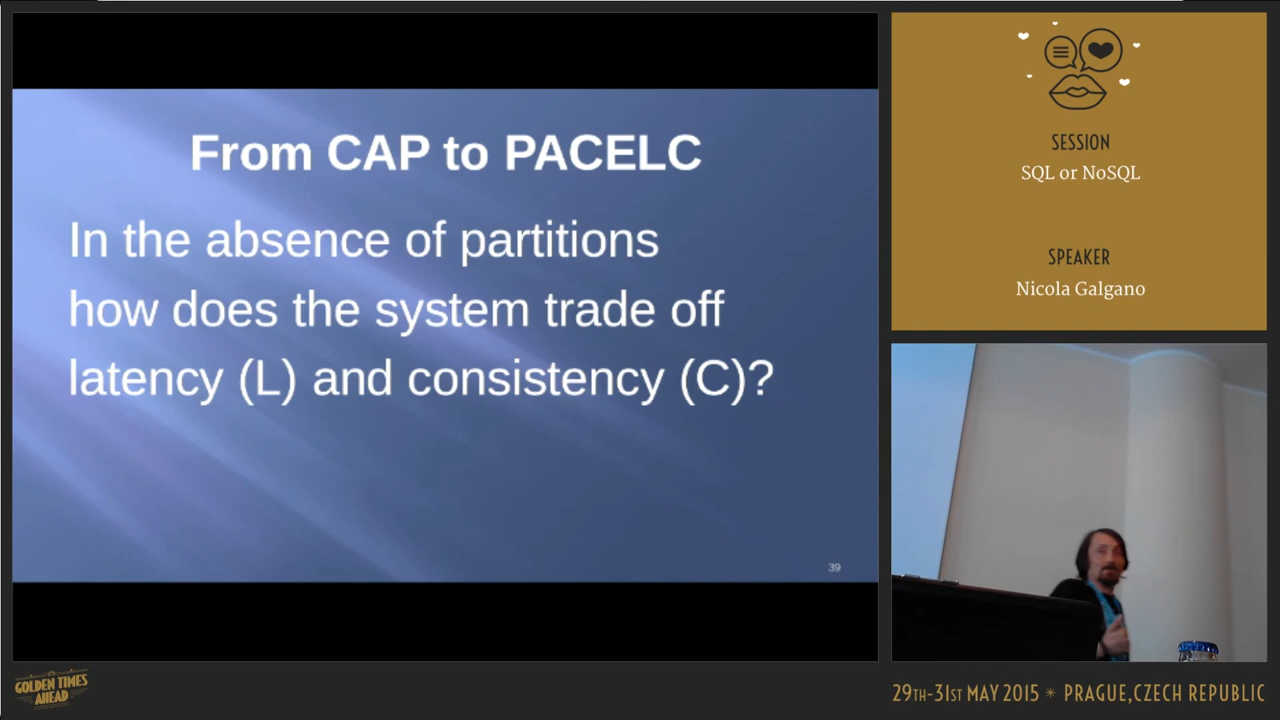 From CAP to PACELC
In the absence of partitions
how does the system trade off
latency (L) and consistency (C)?
39
SESSION
SQL or NoSQL
SPEAKER
Nicola Galgano
GOLDEN TIMES
AHEAD
29TH-31ST MAY 2015 * PRAGUE,CZECH REPUBLIC